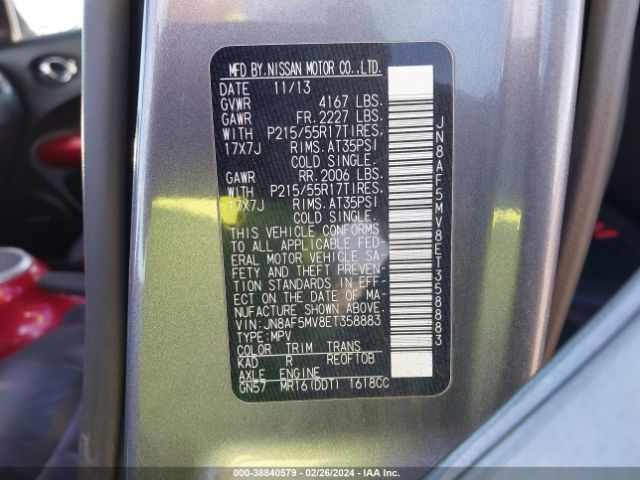 MFD BY. NISSAN MOTOR CO.,LTD.
DATE 11/13
GVWR 4167 LBS.
GAWR FR. 2227 LBS.
WITH P215/55R17TIRES,
17X7J RIMS. AT35PSI
COLD SINGLE.
GAWR RR. 2006 LBS.
WITH P215/55R17TIRES,
17X7J RIMS. AT35PSI
COLD SINGLE.
THIS VEHICLE CONFORMS
TO ALL APPLICABLE FED
ERAL MOTOR VEHICLE SA
FETY AND THEFT PREVEN
TION STANDARDS IN EFF
ECT ON THE DATE OF MA
NUFACTURE SHOWN ABOVE.
VIN: JN8AF5MV8ET358883
TYPE: MPV
COLOR TRIM TRANS
KAD R RE0F10B
AXLE ENGINE
GN57 MR16(DDT) 1618CC
JN8AF5MV8ET358883
000-38840579 - 02/26/2024 - IAA Inc.